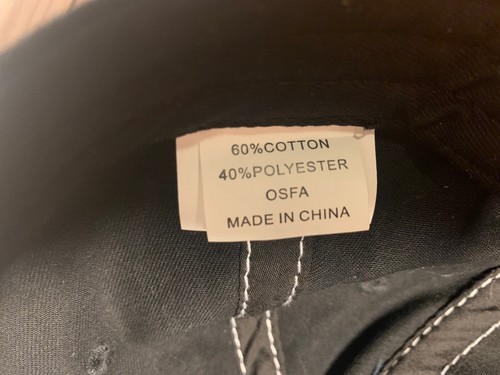 60%COTTON
40%POLYESTER
OSFA
MADE IN CHINA